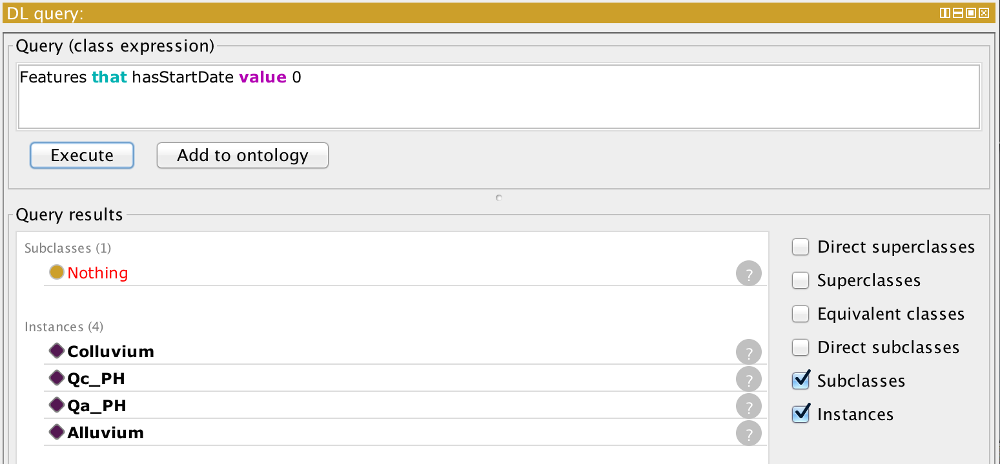 DL query:
Query (class expression)
Features that hasStartDate value 0
Execute
Add to ontology
Query results
Subclasses (1)
Nothing
?
Instances (4)
Colluvium
?
Qc_PH
?
Qa_PH
?
Alluvium
?
Direct superclasses
Superclasses
Equivalent classes
Direct subclasses
Subclasses
Instances